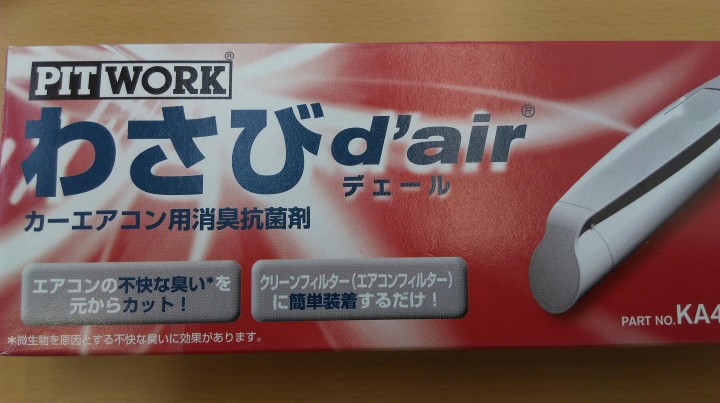 PIT WORK®
わさびd'air®
デェール
カーエアコン用消臭抗菌剤
エアコンの不快な臭い*を
元からカット！
クリーンフィルター（エアコンフィルター）
に簡単装着するだけ！
PART NO.KA4
*微生物を原因とする不快な臭いに効果があります。